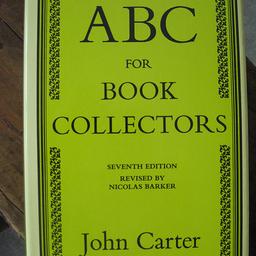 ABC
FOR
BOOK
COLLECTORS
SEVENTH EDITION
REVISED BY
NICOLAS BARKER
John Carter